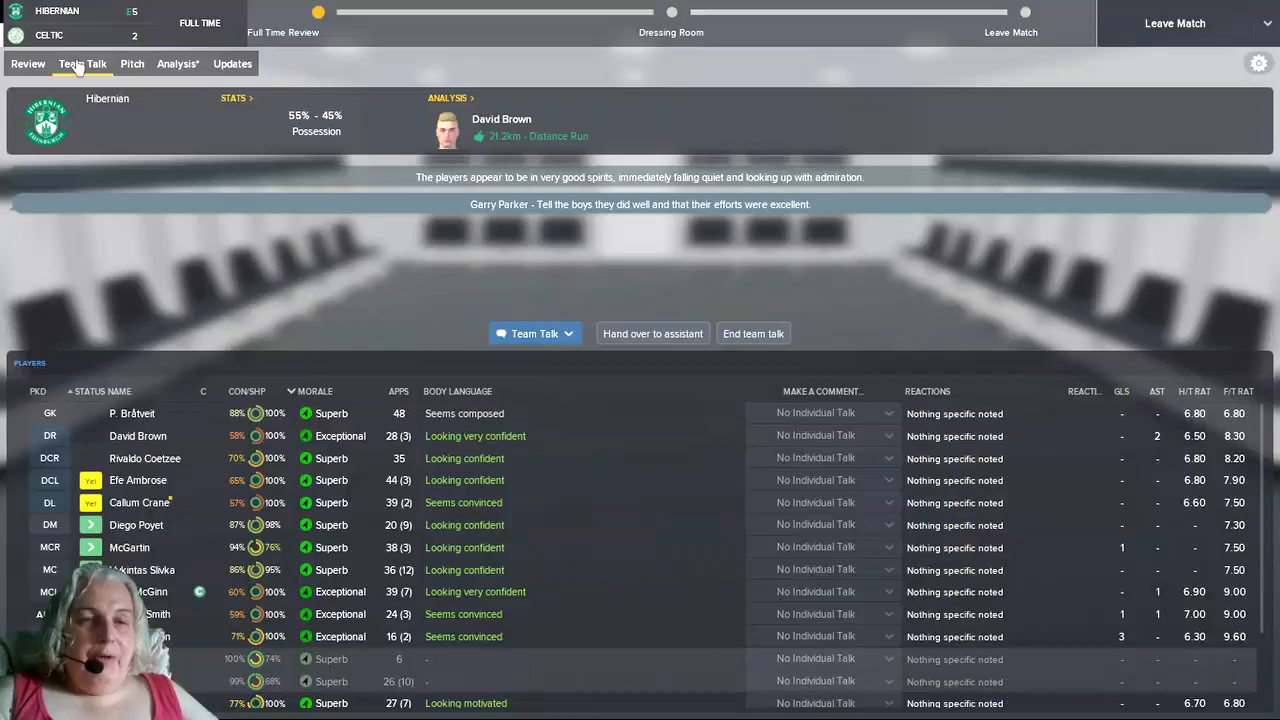 HIBERNIAN E5
CELTIC 2
FULL TIME
Full Time Review
Dressing Room
Leave Match
Leave Match
Review Team Talk Pitch Analysis* Updates
Hibernian
STATS >
55% - 45%
Possession
ANALYSIS >
David Brown
21.2km - Distance Run
HIBERNIAN
EDINBURGH
The players appear to be in very good spirits, immediately falling quiet and looking up with admiration.
Garry Parker - Tell the boys they did well and that their efforts were excellent.
Team Talk
Hand over to assistant
End team talk
PLAYERS
PKD STATUS NAME C CON/SHP MORALE APPS BODY LANGUAGE MAKE A COMMENT... REACTIONS REACTI... GLS AST H/T RAT F/T RAT
GK P. Bråtveit 88% 100% Superb 48 Seems composed No Individual Talk Nothing specific noted - - 6.80 6.80
DR David Brown 58% 100% Exceptional 28 (3) Looking very confident No Individual Talk Nothing specific noted - 2 6.50 8.30
DCR Rivaldo Coetzee 70% 100% Superb 35 Looking confident No Individual Talk Nothing specific noted - - 6.80 8.20
DCL Yel Efe Ambrose 65% 100% Superb 44 (3) Looking confident No Individual Talk Nothing specific noted - - 6.80 7.90
DL Yel Callum Crane 57% 100% Superb 39 (2) Seems convinced No Individual Talk Nothing specific noted - - 6.60 7.50
DM Diego Poyet 87% 98% Superb 20 (9) Looking confident No Individual Talk Nothing specific noted - - - 7.30
MCR McGartin 94% 76% Superb 38 (3) Looking confident No Individual Talk Nothing specific noted 1 - - 7.50
MC Vykintas Slivka 86% 95% Superb 36 (12) Looking confident No Individual Talk Nothing specific noted - - - 7.50
McGinn C 60% 100% Exceptional 39 (7) Looking very confident No Individual Talk Nothing specific noted - 1 6.90 9.00
Smith 59% 100% Exceptional 24 (3) Seems convinced No Individual Talk Nothing specific noted 1 1 7.00 9.00
71% 100% Exceptional 16 (2) Seems convinced No Individual Talk Nothing specific noted 3 - 6.30 9.60
100% 74% Superb 6 - No Individual Talk Nothing specific noted - - - -
99% 68% Superb 26 (10) - No Individual Talk Nothing specific noted - - - -
77% 100% Superb 27 (7) Looking motivated No Individual Talk Nothing specific noted - - 6.70 6.80